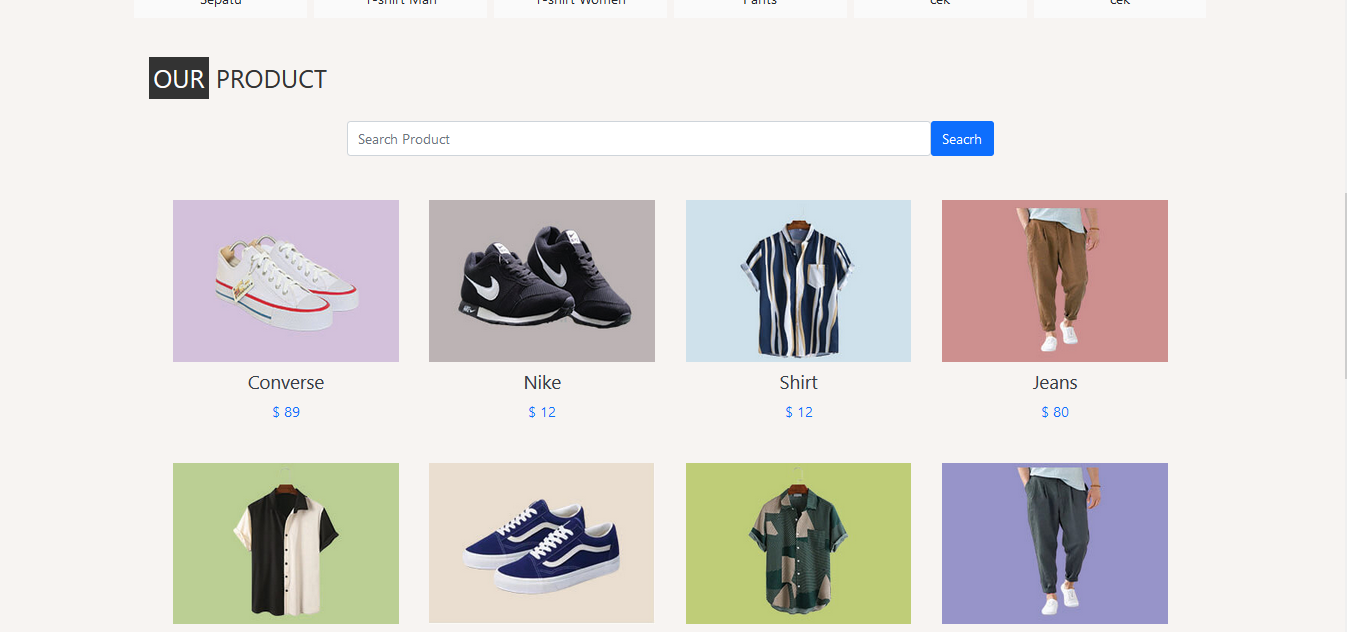 Sepatu T-shirt Man T-shirt Women Pants cek cek
OUR PRODUCT
Search Product Seacrh
Converse Nike Shirt Jeans
$ 89 $ 12 $ 12 $ 80